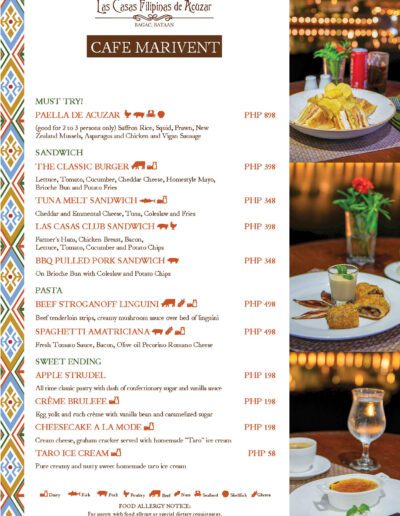 Las Casas Filipinas de Acuzar
BAGAC, BATAAN
CAFE MARIVENT
MUST TRY!
PAELLA DE ACUZAR PHP 898
(good for 2 to 3 persons only) Saffron Rice, Squid, Prawn, New
Zealand Mussels, Asparagus and Chicken and Vigan Sausage
SANDWICH
THE CLASSIC BURGER PHP 398
Lettuce, Tomato, Cucumber, Cheddar Cheese, Homestyle Mayo,
Brioche Bun and Potato Fries
TUNA MELT SANDWICH PHP 348
Cheddar and Emmental Cheese, Tuna, Coleslaw and Fries
LAS CASAS CLUB SANDWICH PHP 398
Farmer's Ham, Chicken Breast, Bacon,
Lettuce, Tomato, Cucumber and Potato Chips
BBQ PULLED PORK SANDWICH PHP 348
On Brioche Bun with Coleslaw and Potato Chips
PASTA
BEEF STROGANOFF LINGUINI PHP 498
Beef tenderloin strips, creamy mushroom sauce over bed of linguini
SPAGHETTI AMATRICIANA PHP 498
Fresh Tomato Sauce, Bacon, Olive oil Pecorino Romano Cheese
SWEET ENDING
APPLE STRUDEL PHP 198
All time classic pastry with dash of confectionary sugar and vanilla sauce
CRÈME BRULEEE PHP 198
Egg yolk and rich crème with vanilla bean and caramelized sugar
CHEESECAKE A LA MODE PHP 198
Cream cheese, graham cracker served with homemade "Taro" ice cream
TARO ICE CREAM PHP 58
Pure creamy and nutty sweet homemade taro ice cream
Dairy Fish Pork Poultry Beef Nuts Seafood Shellfish Gluten
FOOD ALLERGY NOTICE:
For guests with food allergy or special dietary requirement,